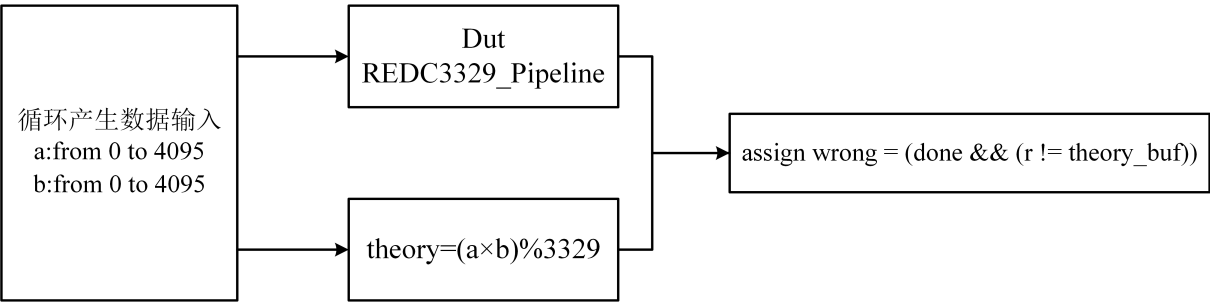 循环产生数据输入
a:from 0 to 4095
b:from 0 to 4095
Dut
REDC3329_Pipeline
theory=(a×b)%3329
assign wrong = (done && (r != theory_buf))